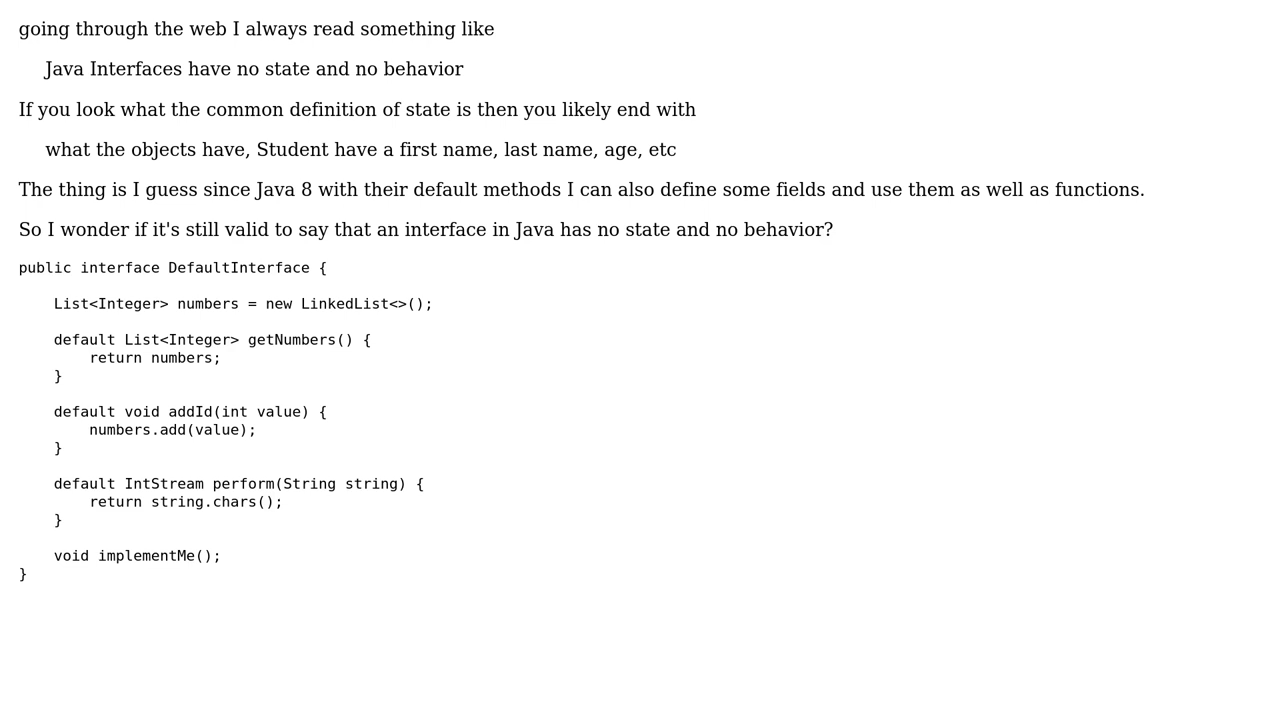 going through the web I always read something like
Java Interfaces have no state and no behavior
If you look what the common definition of state is then you likely end with
what the objects have, Student have a first name, last name, age, etc
The thing is I guess since Java 8 with their default methods I can also define some fields and use them as well as functions.
So I wonder if it's still valid to say that an interface in Java has no state and no behavior?
public interface DefaultInterface {
    List<Integer> numbers = new LinkedList<>();
    default List<Integer> getNumbers() {
        return numbers;
    }
    default void addId(int value) {
        numbers.add(value);
    }
    default IntStream perform(String string) {
        return string.chars();
    }
    void implementMe();
}